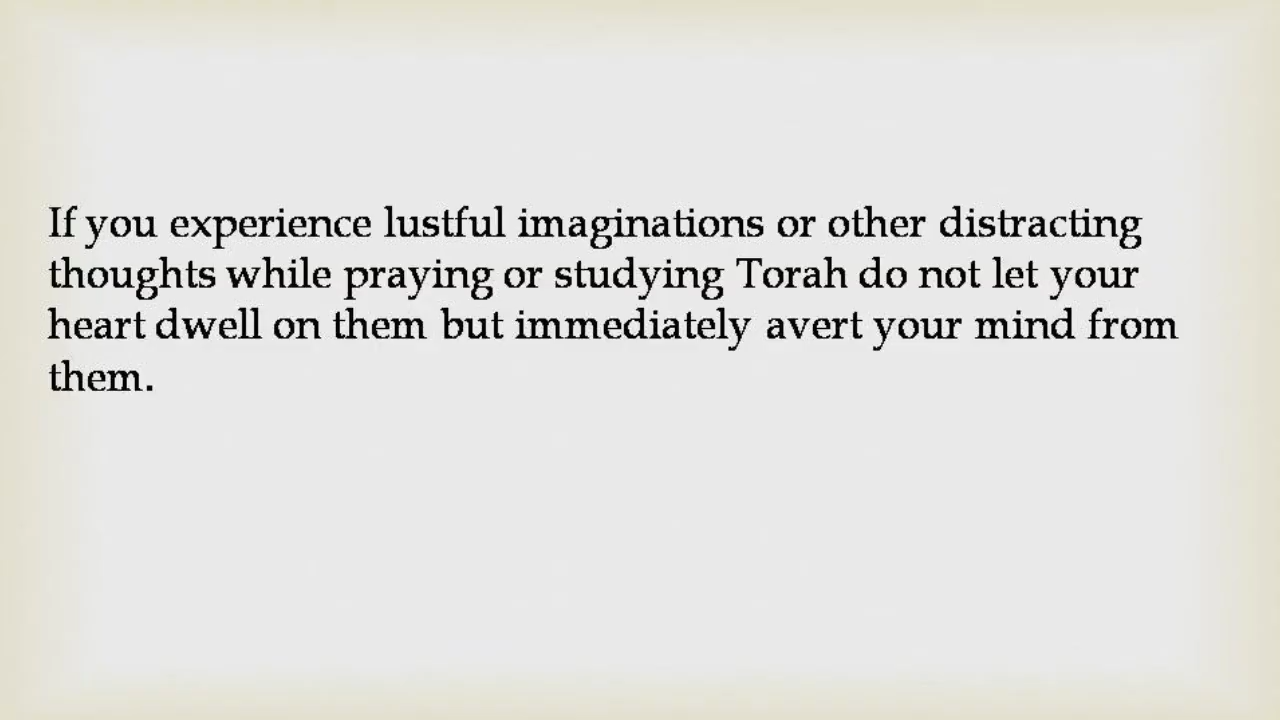 If you experience lustful imaginations or other distracting
thoughts while praying or studying Torah do not let your
heart dwell on them but immediately avert your mind from
them.